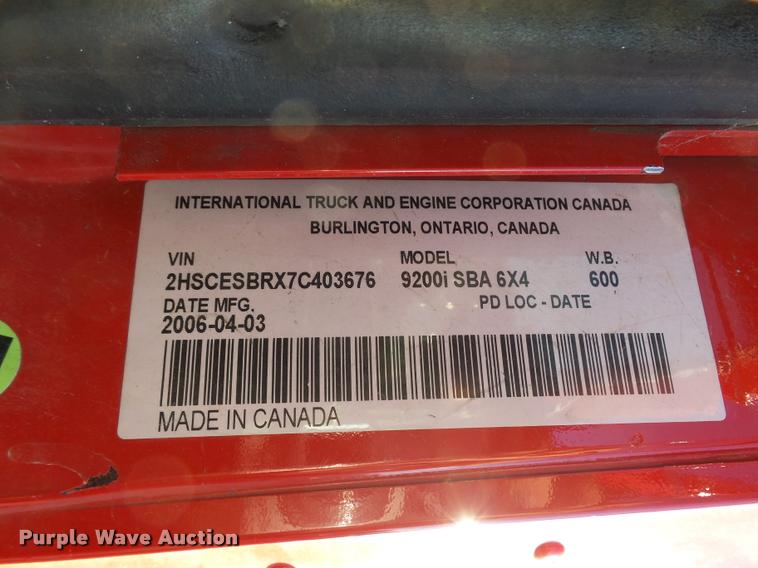 INTERNATIONAL TRUCK AND ENGINE CORPORATION CANADA
BURLINGTON, ONTARIO, CANADA
VIN MODEL W.B.
2HSCESBRX7C403676 9200i SBA 6X4 600
DATE MFG. PD LOC - DATE
2006-04-03
MADE IN CANADA
Purple Wave Auction